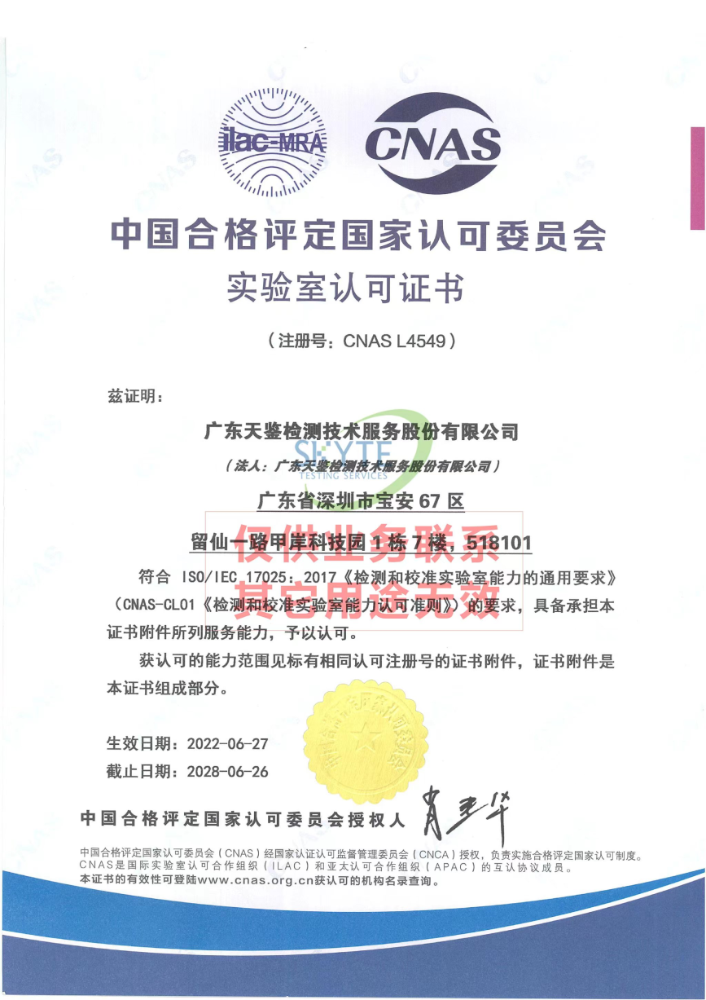 ilac-MRA
CNAS
中国合格评定国家认可委员会
实验室认可证书
（注册号：CNAS L4549）
兹证明：
广东天鉴检测技术服务股份有限公司
SKYTE
（法人：广东天鉴检测技术服务股份有限公司）
TESTING SERVICES
广东省深圳市宝安 67 区
留仙一路甲岸科技园 1 栋 7 楼，518101
仅供业务联系
其它用途无效
符合 ISO/IEC 17025：2017《检测和校准实验室能力的通用要求》
（CNAS-CL01《检测和校准实验室能力认可准则》）的要求，具备承担本
证书附件所列服务能力，予以认可。
获认可的能力范围见标有相同认可注册号的证书附件，证书附件是
本证书组成部分。
中国合格评定国家认可委员会
生效日期：2022-06-27
截止日期：2028-06-26
中国合格评定国家认可委员会授权人
中国合格评定国家认可委员会（CNAS）经国家认证认可监督管理委员会（CNCA）授权，负责实施合格评定国家认可制度。
CNAS是国际实验室认可合作组织（ILAC）和亚太认可合作组织（APAC）的互认协议成员。
本证书的有效性可登陆www.cnas.org.cn获认可的机构名录查询。